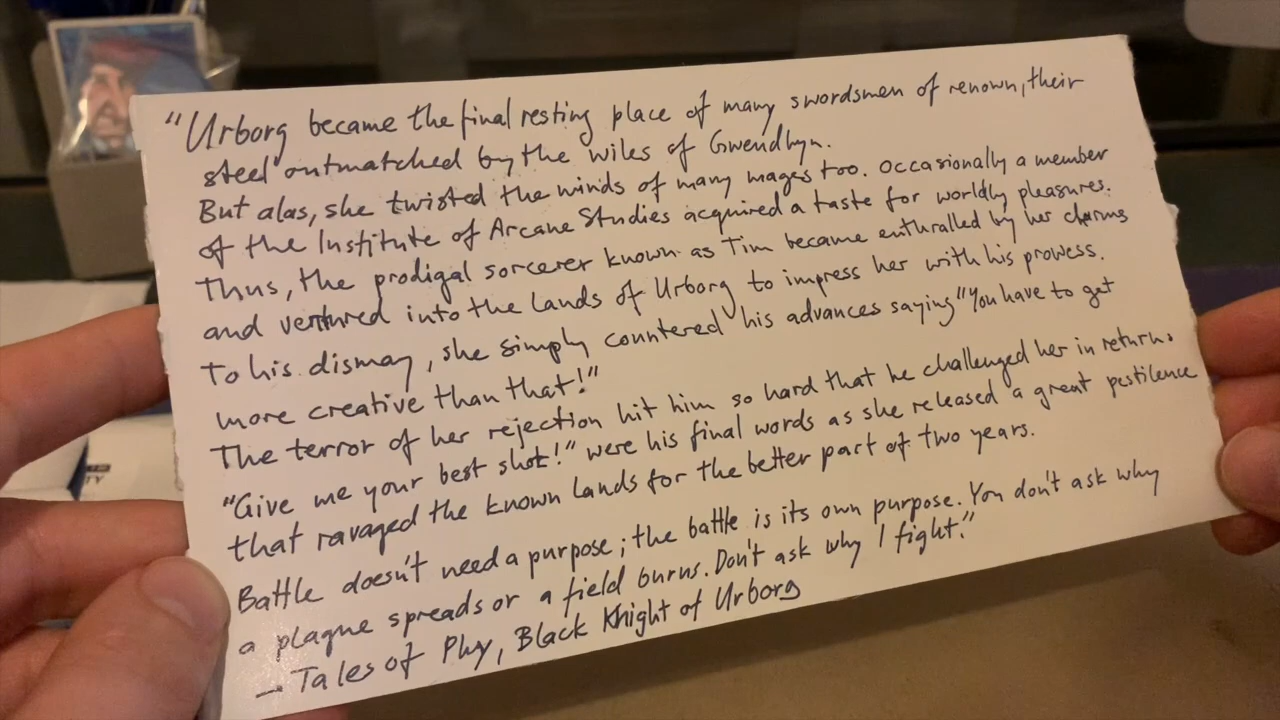 "Urborg became the final resting place of many swordsmen of renown, their
steel outmatched by the wiles of Gwendlyn.
But alas, she twisted the minds of many mages too. Occasionally a member
of the Institute of Arcane Studies acquired a taste for worldly pleasures.
Thus, the prodigal sorcerer known as Tim became enthralled by her charms
and ventured into the lands of Urborg to impress her with his prowess.
To his dismay, she simply countered his advances saying "You have to get
more creative than that!"
The terror of her rejection hit him so hard that he challenged her in return.
"Give me your best shot!" were his final words as she released a great pestilence
that ravaged the known lands for the better part of two years.
Battle doesn't need a purpose; the battle is its own purpose. You don't ask why
a plague spreads or a field burns. Don't ask why I fight."
- Tales of Phy, Black Knight of Urborg
TY